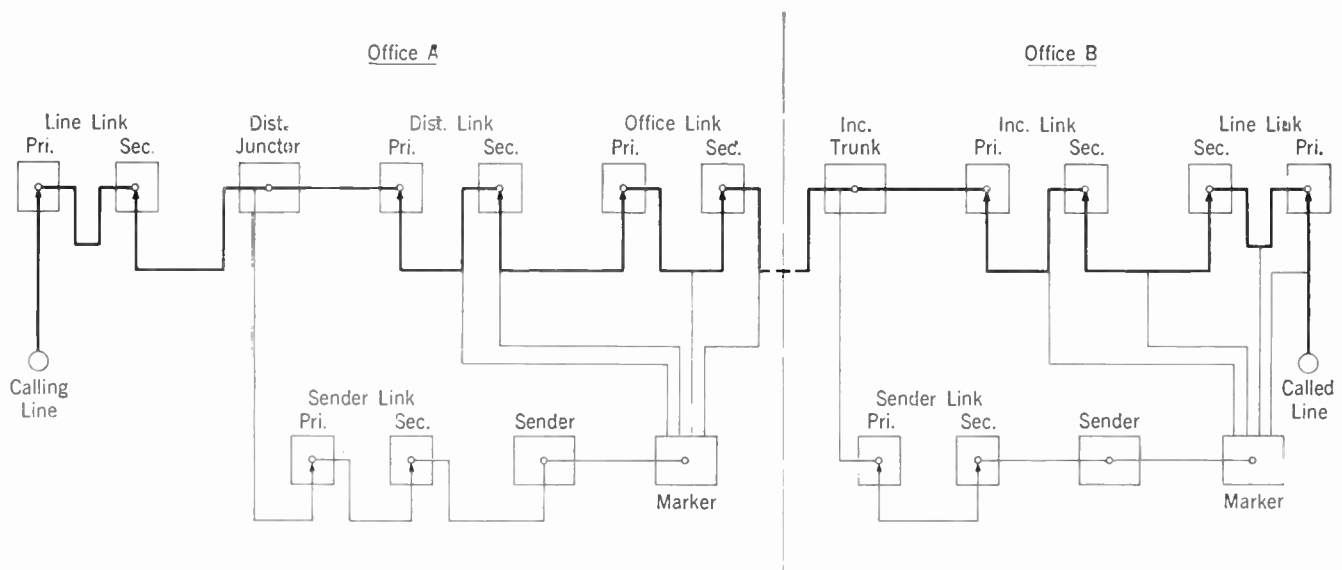 Office A
Office B
Line Link
Pri.
Sec.
Dist.
Junctor
Dist. Link
Pri.
Sec.
Office Link
Pri.
Sec.
Inc.
Trunk
Inc. Link
Pri.
Sec.
Line Link
Sec.
Pri.
Calling
Line
Called
Line
Sender Link
Pri.
Sec.
Sender
Marker
Sender Link
Pri.
Sec.
Sender
Marker